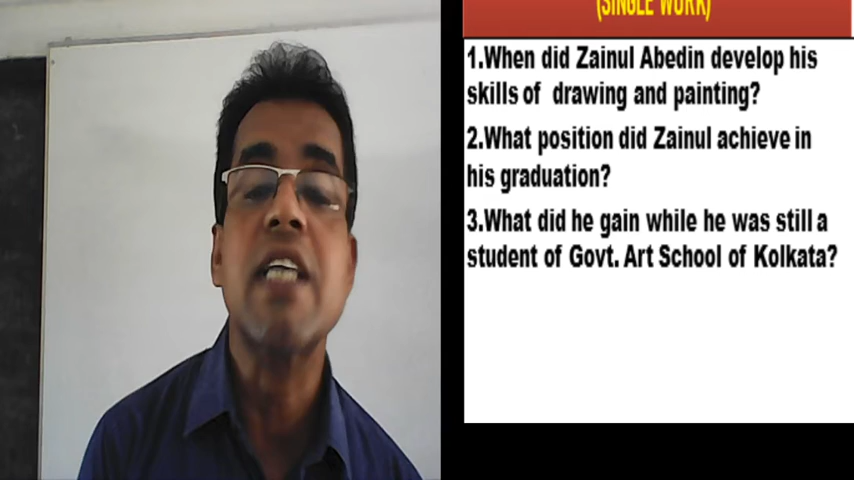 (SINGLE WORK)
1.When did Zainul Abedin develop his
skills of drawing and painting?
2.What position did Zainul achieve in
his graduation?
3.What did he gain while he was still a
student of Govt. Art School of Kolkata?